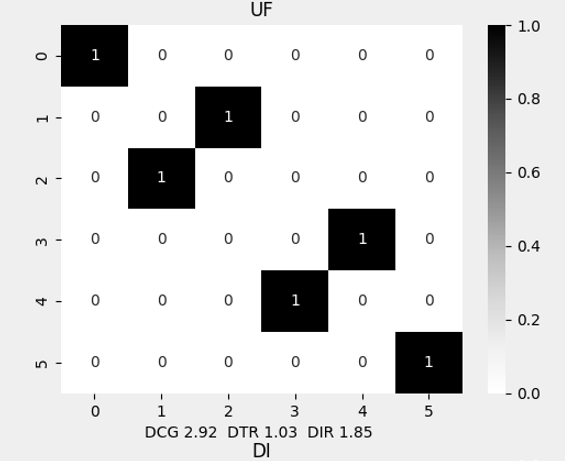 UF
0 1 0 0 0 0 0 1.0
1 0 0 1 0 0 0 0.8
2 0 1 0 0 0 0 0.6
3 0 0 0 0 1 0 0.4
4 0 0 0 1 0 0 0.2
5 0 0 0 0 0 1 0.0
0 1 2 3 4 5
DCG 2.92 DTR 1.03 DIR 1.85
DI